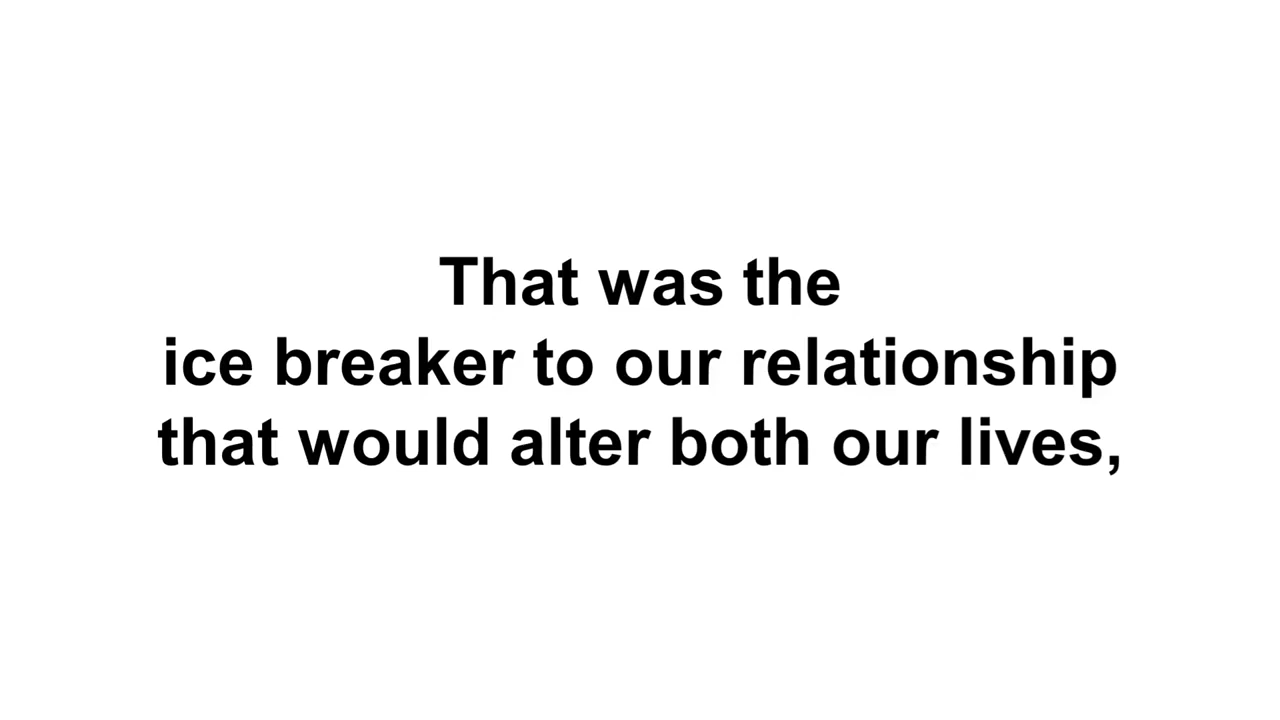 That was the
ice breaker to our relationship
that would alter both our lives,